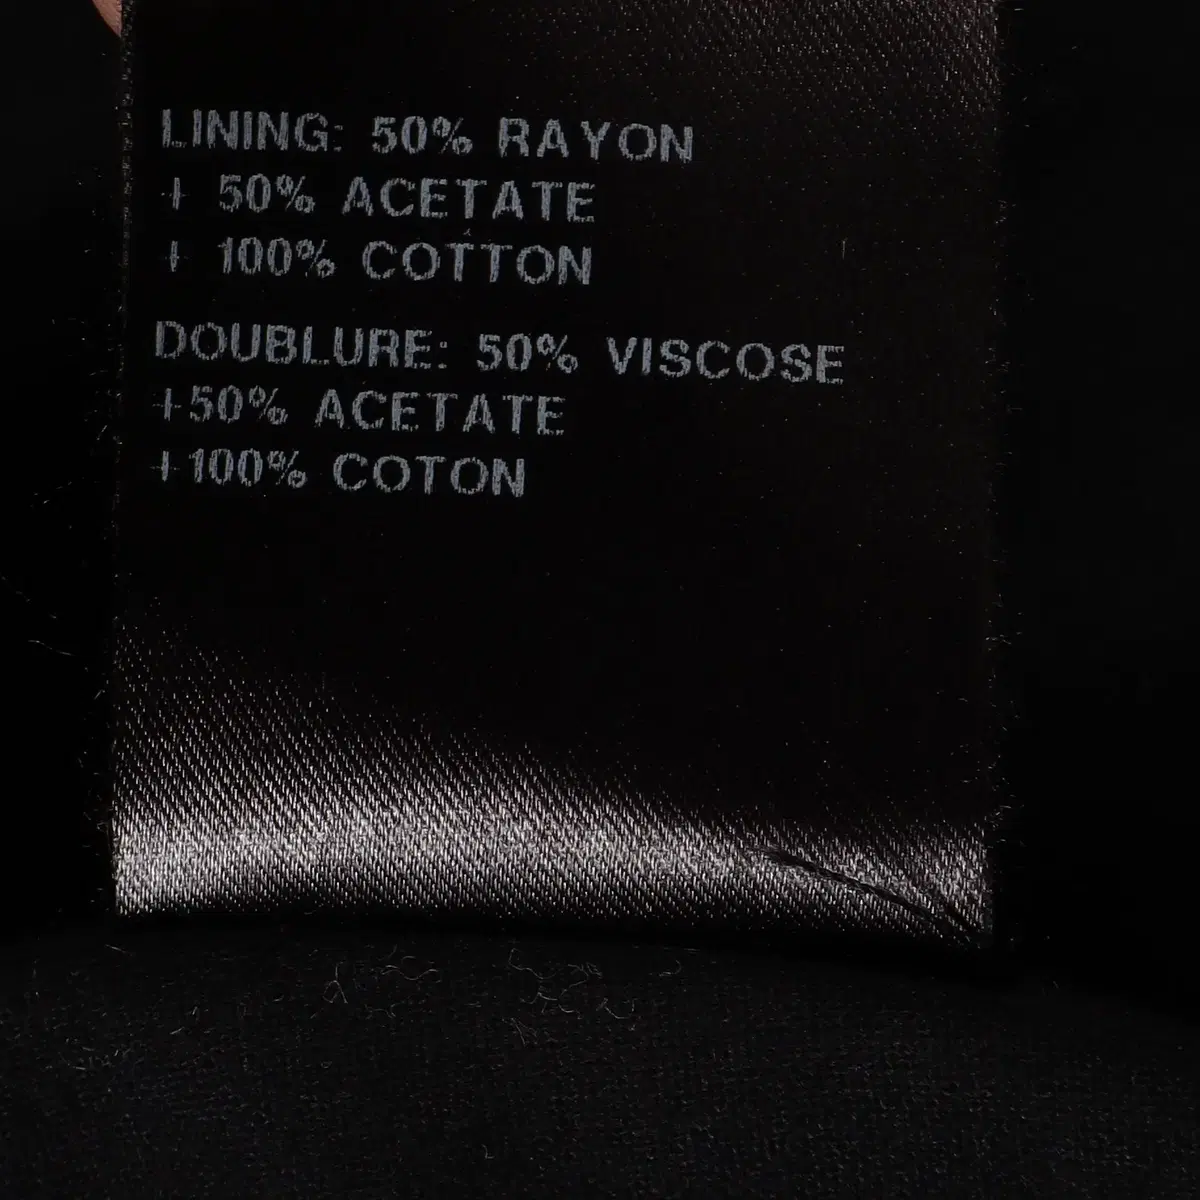 LINING: 50% RAYON
+ 50% ACETATE
+ 100% COTTON
DOUBLURE: 50% VISCOSE
+50% ACETATE
+100% COTON